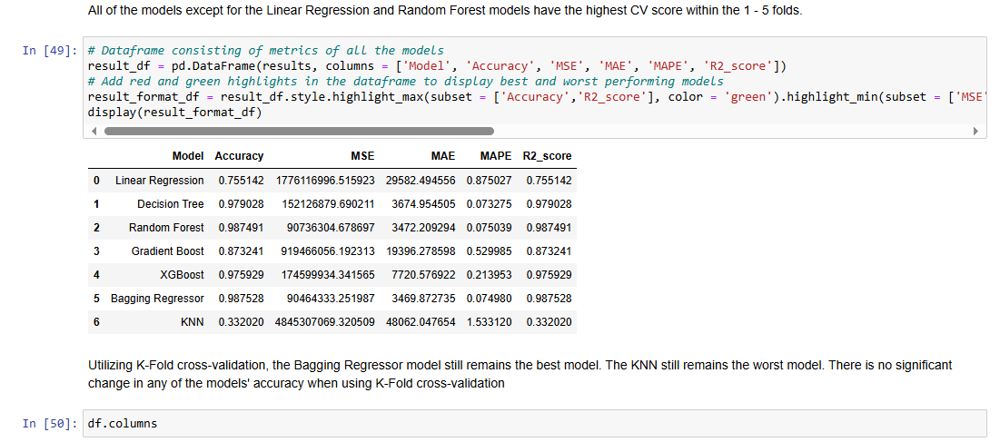 All of the models except for the Linear Regression and Random Forest models have the highest CV score within the 1 - 5 folds.
In [49]: # Dataframe consisting of metrics of all the models
result_df = pd.DataFrame(results, columns = ['Model', 'Accuracy', 'MSE', 'MAE', 'MAPE', 'R2_score'])
# Add red and green highlights in the dataframe to display best and worst performing models
result_format_df = result_df.style.highlight_max(subset = ['Accuracy','R2_score'], color = 'green').highlight_min(subset = ['MSE'
display(result_format_df)
Model Accuracy MSE MAE MAPE R2_score
0 Linear Regression 0.755142 1776116996.515923 29582.494556 0.875027 0.755142
1 Decision Tree 0.979028 152126879.690211 3674.954505 0.073275 0.979028
2 Random Forest 0.987491 90736304.678697 3472.209294 0.075039 0.987491
3 Gradient Boost 0.873241 919466056.192313 19396.278598 0.529985 0.873241
4 XGBoost 0.975929 174599934.341565 7720.576922 0.213953 0.975929
5 Bagging Regressor 0.987528 90464333.251987 3469.872735 0.074980 0.987528
6 KNN 0.332020 4845307069.320509 48062.047654 1.533120 0.332020
Utilizing K-Fold cross-validation, the Bagging Regressor model still remains the best model. The KNN still remains the worst model. There is no significant
change in any of the models' accuracy when using K-Fold cross-validation
In [50]: df.columns